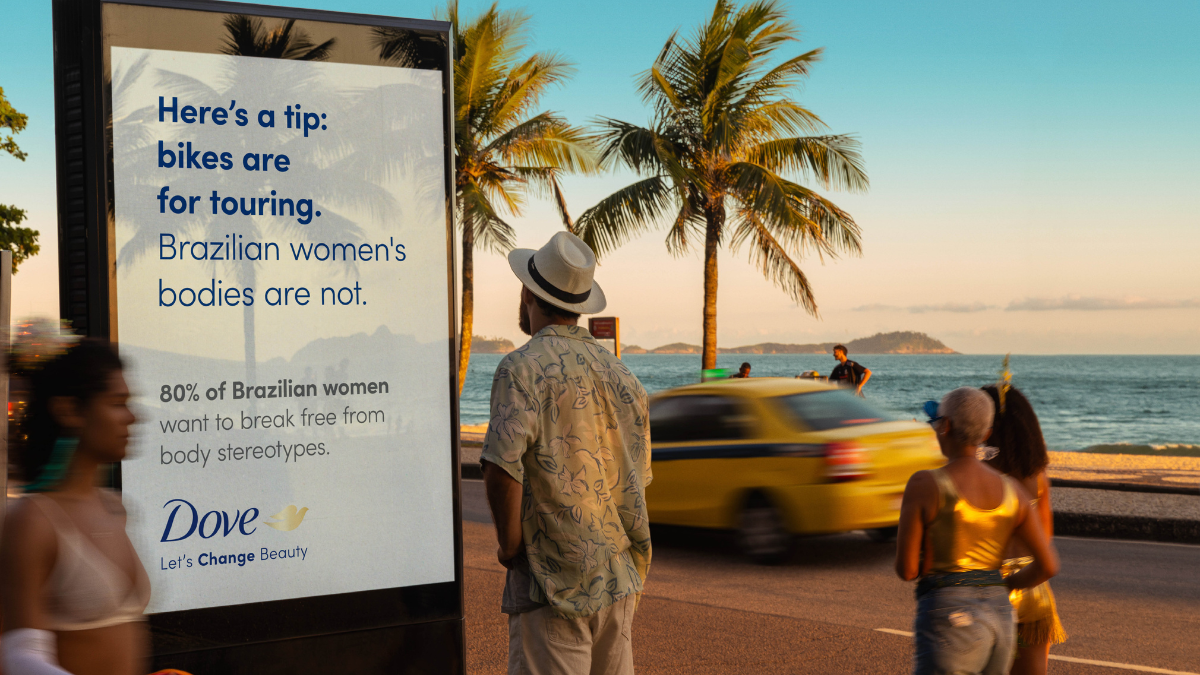 Here’s a tip:
bikes are
for touring.
Brazilian women's
bodies are not.
80% of Brazilian women
want to break free from
body stereotypes.
Dove
Let’s Change Beauty